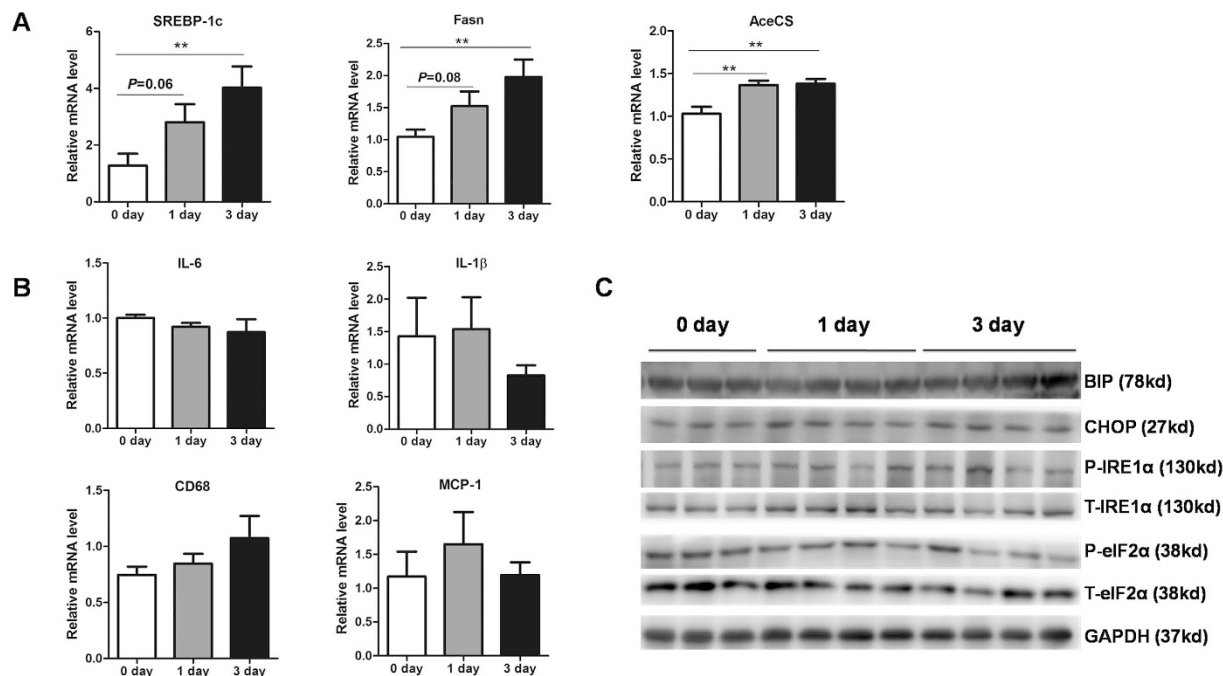 A
SREBP-1c
Relative mRNA level
6
4
2
0
**
P=0.06
0 day 1 day 3 day
Fasn
Relative mRNA level
2.5
2.0
1.5
1.0
0.5
0.0
**
P=0.08
0 day 1 day 3 day
AceCS
Relative mRNA level
2.0
1.5
1.0
0.5
0.0
**
**
0 day 1 day 3 day
B
IL-6
Relative mRNA level
1.5
1.0
0.5
0.0
0 day 1 day 3 day
IL-1β
Relative mRNA level
2.5
2.0
1.5
1.0
0.5
0.0
0 day 1 day 3 day
CD68
Relative mRNA level
1.5
1.0
0.5
0.0
0 day 1 day 3 day
MCP-1
Relative mRNA level
2.5
2.0
1.5
1.0
0.5
0.0
0 day 1 day 3 day
C
0 day 1 day 3 day
BIP (78kd)
CHOP (27kd)
P-IRE1α (130kd)
T-IRE1α (130kd)
P-eIF2α (38kd)
T-eIF2α (38kd)
GAPDH (37kd)